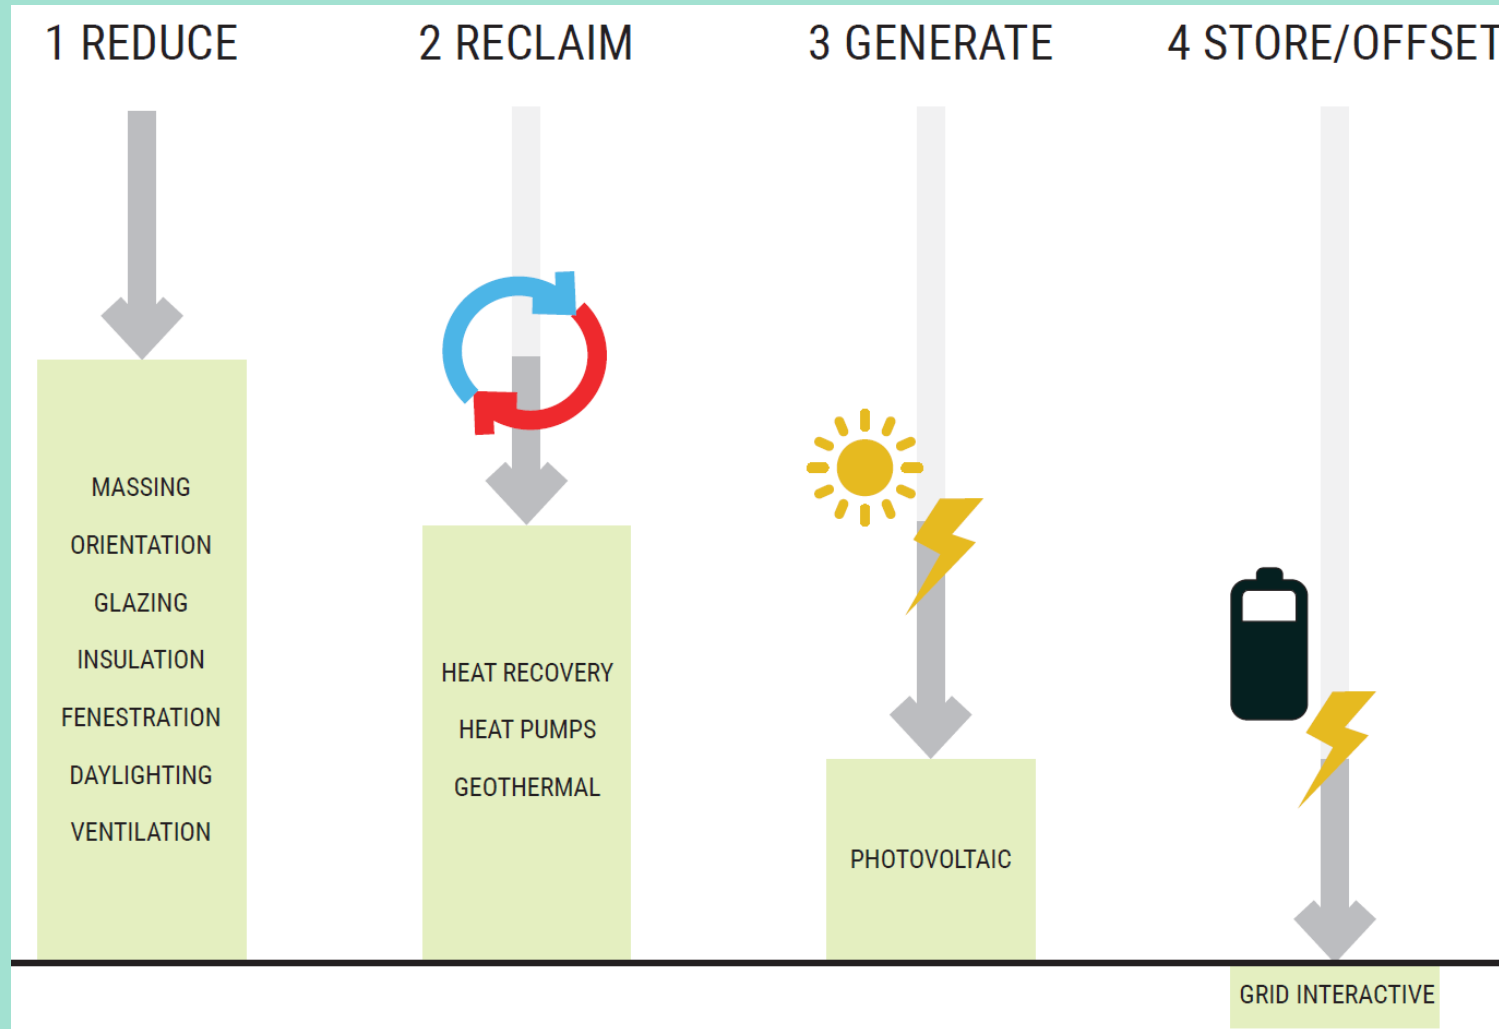 1 REDUCE
2 RECLAIM
3 GENERATE
4 STORE/OFFSET
MASSING
ORIENTATION
GLAZING
INSULATION
FENESTRATION
DAYLIGHTING
VENTILATION
HEAT RECOVERY
HEAT PUMPS
GEOTHERMAL
PHOTOVOLTAIC
GRID INTERACTIVE